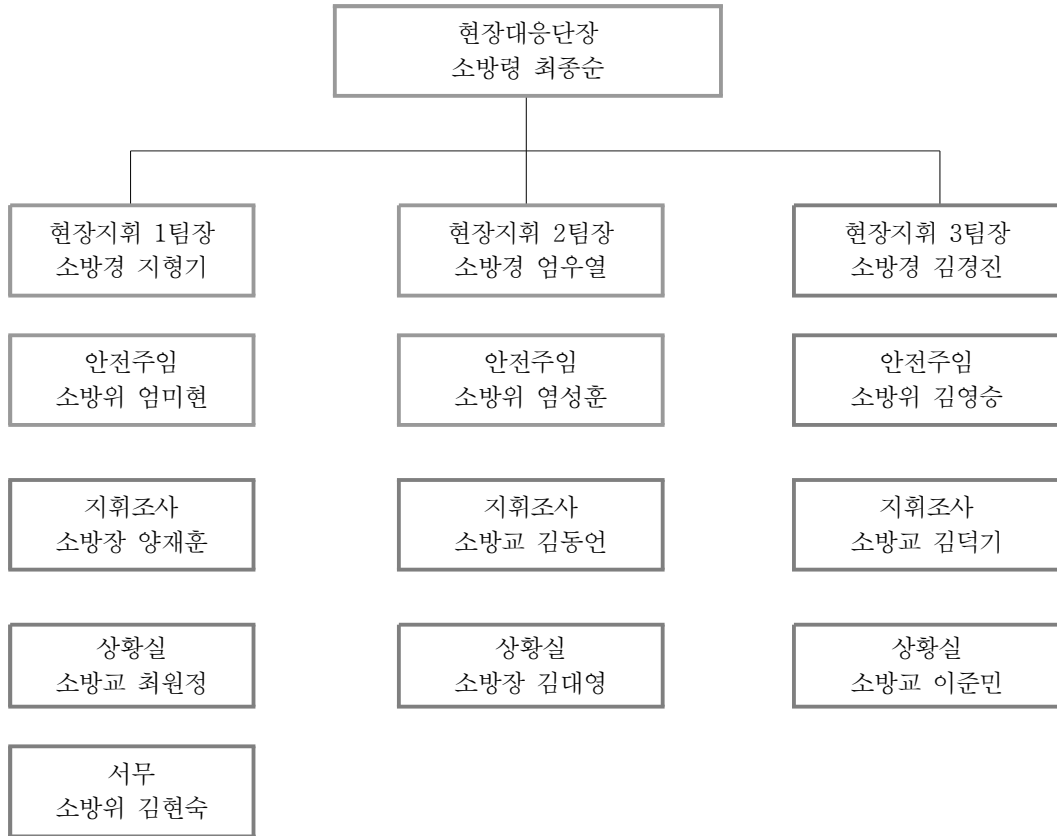 현장대응단장
소방령 최종순
현장지휘 1팀장
소방경 지형기
현장지휘 2팀장
소방경 엄우열
현장지휘 3팀장
소방경 김경진
안전주임
소방위 엄미현
안전주임
소방위 염성훈
안전주임
소방위 김영승
지휘조사
소방장 양재훈
지휘조사
소방교 김동언
지휘조사
소방교 김덕기
상황실
소방교 최원정
상황실
소방장 김대영
상황실
소방교 이준민
서무
소방위 김현숙